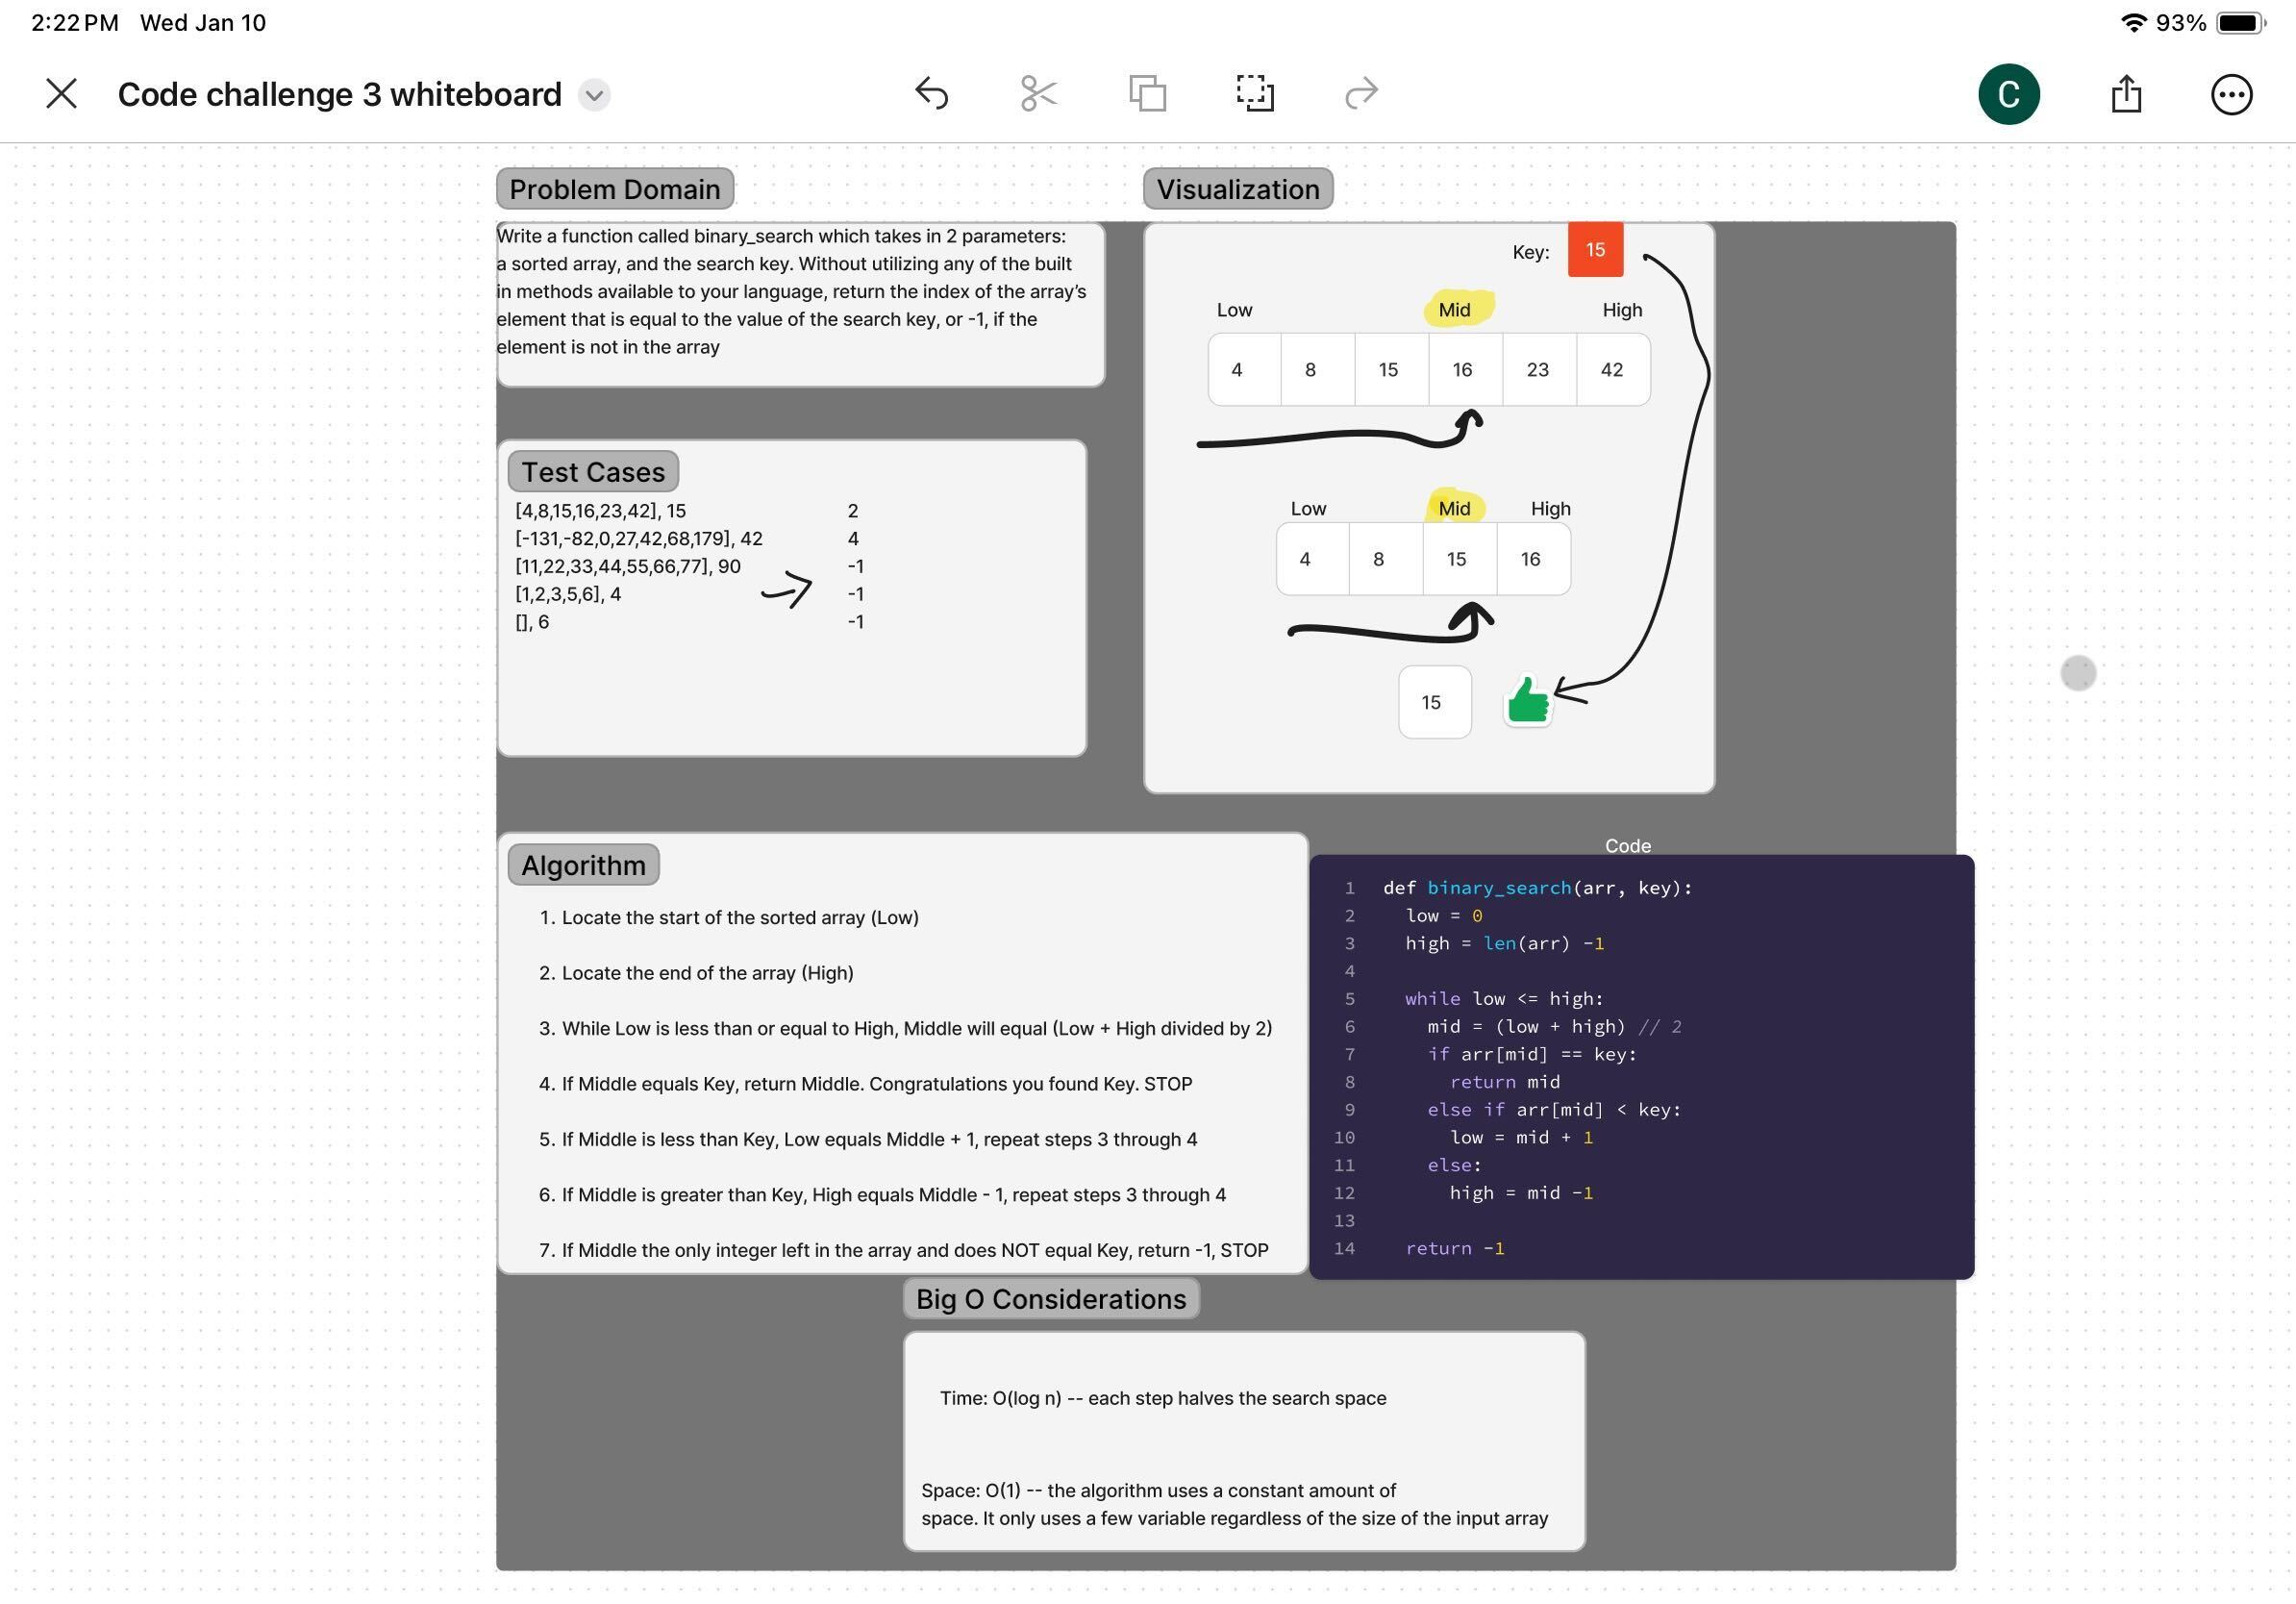 2:22 PM Wed Jan 10
93%
Code challenge 3 whiteboard
C
Problem Domain
Write a function called binary_search which takes in 2 parameters:
a sorted array, and the search key. Without utilizing any of the built
in methods available to your language, return the index of the array's
element that is equal to the value of the search key, or -1, if the
element is not in the array
Visualization
Key: 15
Low Mid High
4 8 15 16 23 42
Low Mid High
4 8 15 16
15
Test Cases
[4,8,15,16,23,42], 15 2
[-131,-82,0,27,42,68,179], 42 4
[11,22,33,44,55,66,77], 90 -1
[1,2,3,5,6], 4 -1
[], 6 -1
Algorithm
1. Locate the start of the sorted array (Low)
2. Locate the end of the array (High)
3. While Low is less than or equal to High, Middle will equal (Low + High divided by 2)
4. If Middle equals Key, return Middle. Congratulations you found Key. STOP
5. If Middle is less than Key, Low equals Middle + 1, repeat steps 3 through 4
6. If Middle is greater than Key, High equals Middle - 1, repeat steps 3 through 4
7. If Middle the only integer left in the array and does NOT equal Key, return -1, STOP
Code
1 def binary_search(arr, key):
2 low = 0
3 high = len(arr) -1
4
5 while low <= high:
6 mid = (low + high) // 2
7 if arr[mid] == key:
8 return mid
9 else if arr[mid] < key:
10 low = mid + 1
11 else:
12 high = mid -1
13
14 return -1
Big O Considerations
Time: O(log n) -- each step halves the search space
Space: O(1) -- the algorithm uses a constant amount of
space. It only uses a few variable regardless of the size of the input array